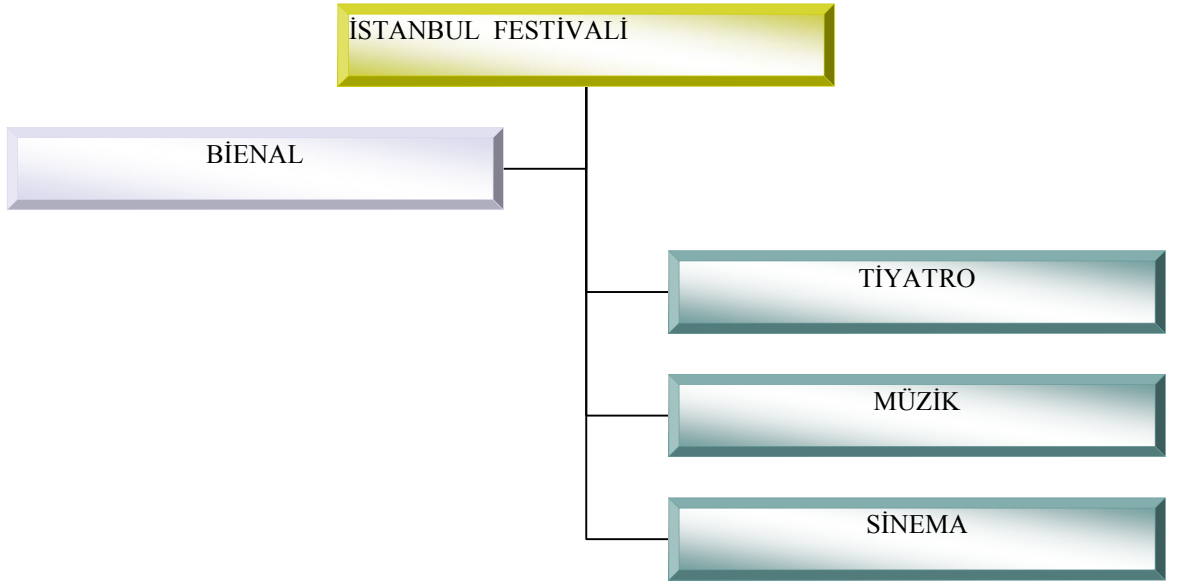 İSTANBUL FESTİVALİ
BİENAL
TİYATRO
MÜZİK
SİNEMA